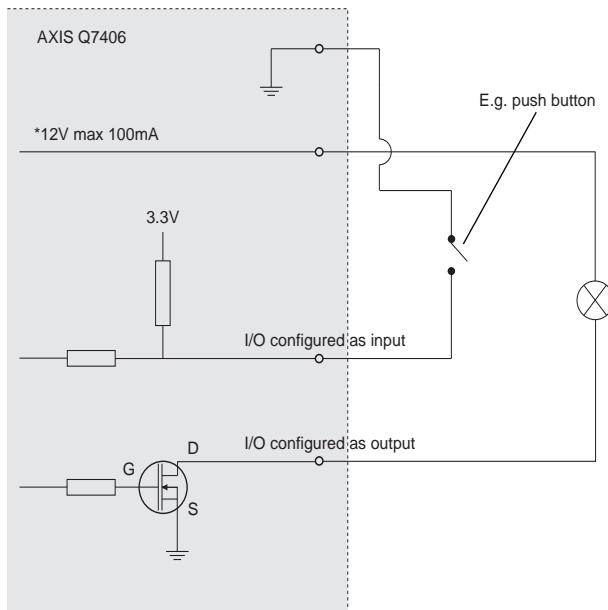 AXIS Q7406
E.g. push button
*12V max 100mA
3.3V
I/O configured as input
I/O configured as output
D
G
S